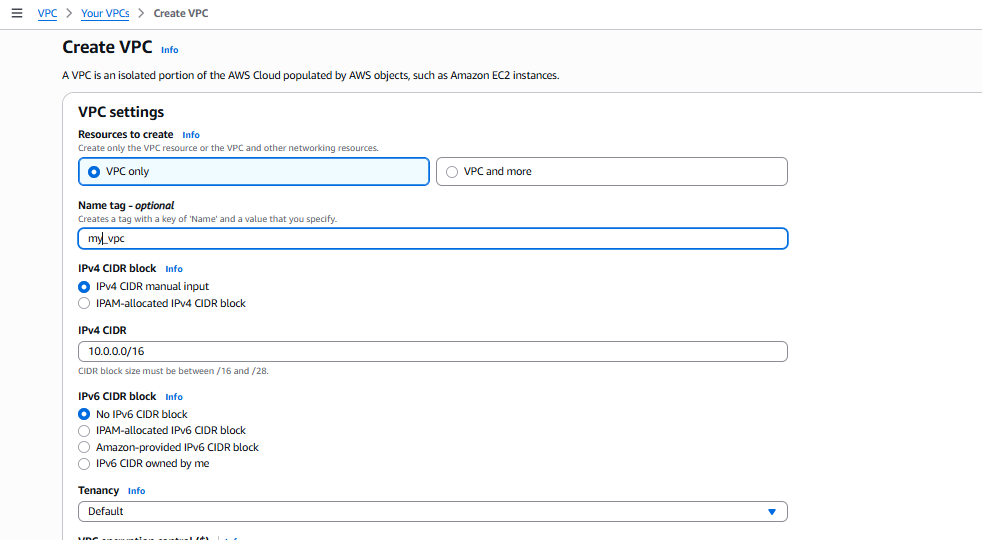 VPC > Your VPCs > Create VPC
Create VPC Info
A VPC is an isolated portion of the AWS Cloud populated by AWS objects, such as Amazon EC2 instances.
VPC settings
Resources to create Info
Create only the VPC resource or the VPC and other networking resources.
VPC only
VPC and more
Name tag - optional
Creates a tag with a key of 'Name' and a value that you specify.
my_vpc
IPv4 CIDR block Info
IPv4 CIDR manual input
IPAM-allocated IPv4 CIDR block
IPv4 CIDR
10.0.0.0/16
CIDR block size must be between /16 and /28.
IPv6 CIDR block Info
No IPv6 CIDR block
IPAM-allocated IPv6 CIDR block
Amazon-provided IPv6 CIDR block
IPv6 CIDR owned by me
Tenancy Info
Default
VPC encryption control ($) Info